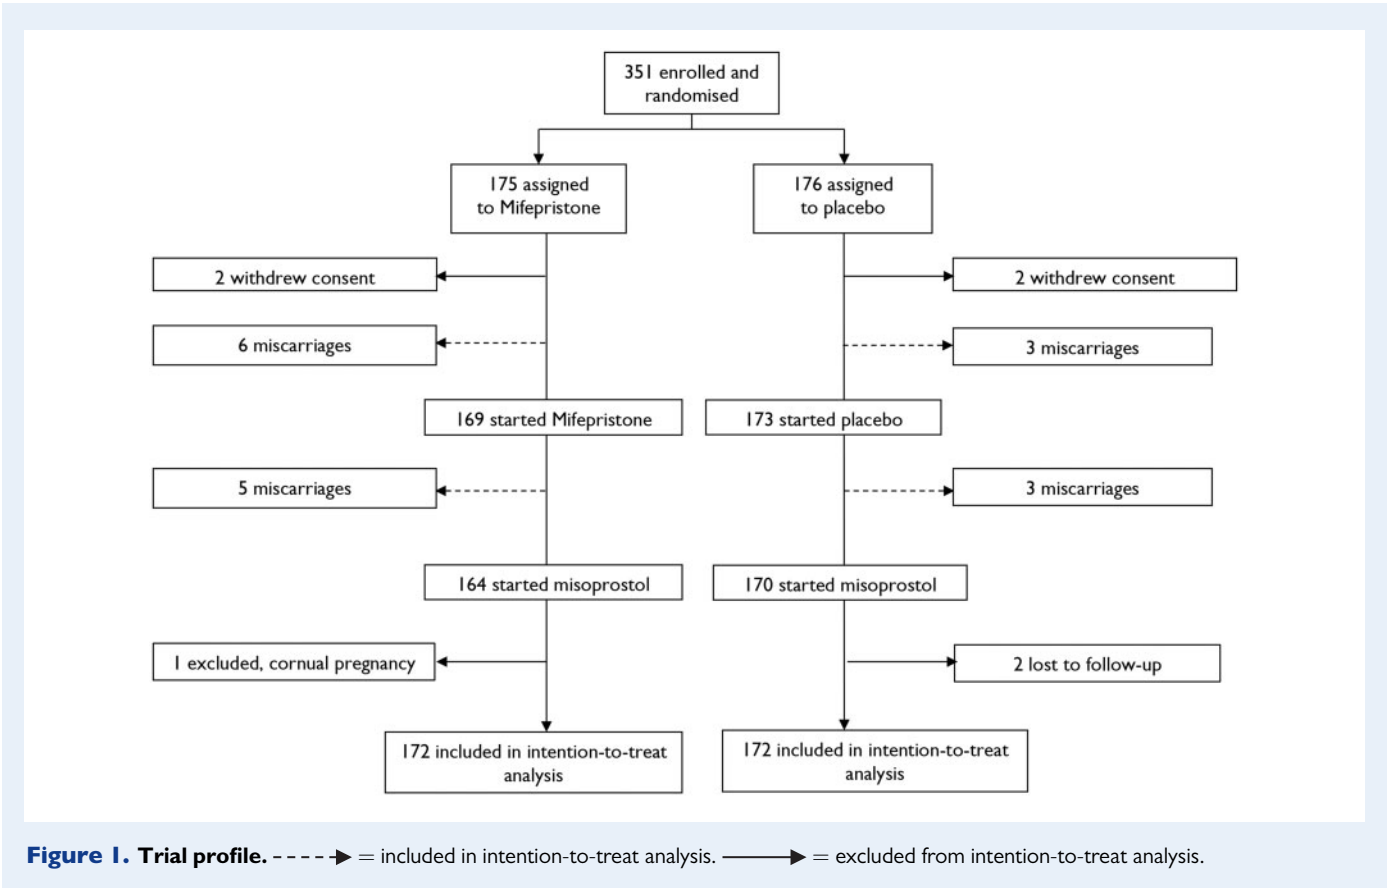 351 enrolled and
randomised
175 assigned
to Mifepristone
176 assigned
to placebo
2 withdrew consent
2 withdrew consent
6 miscarriages
3 miscarriages
169 started Mifepristone
173 started placebo
5 miscarriages
3 miscarriages
164 started misoprostol
170 started misoprostol
1 excluded, cornual pregnancy
2 lost to follow-up
172 included in intention-to-treat
analysis
172 included in intention-to-treat
analysis
Figure 1. Trial profile. = included in intention-to-treat analysis. = excluded from intention-to-treat analysis.